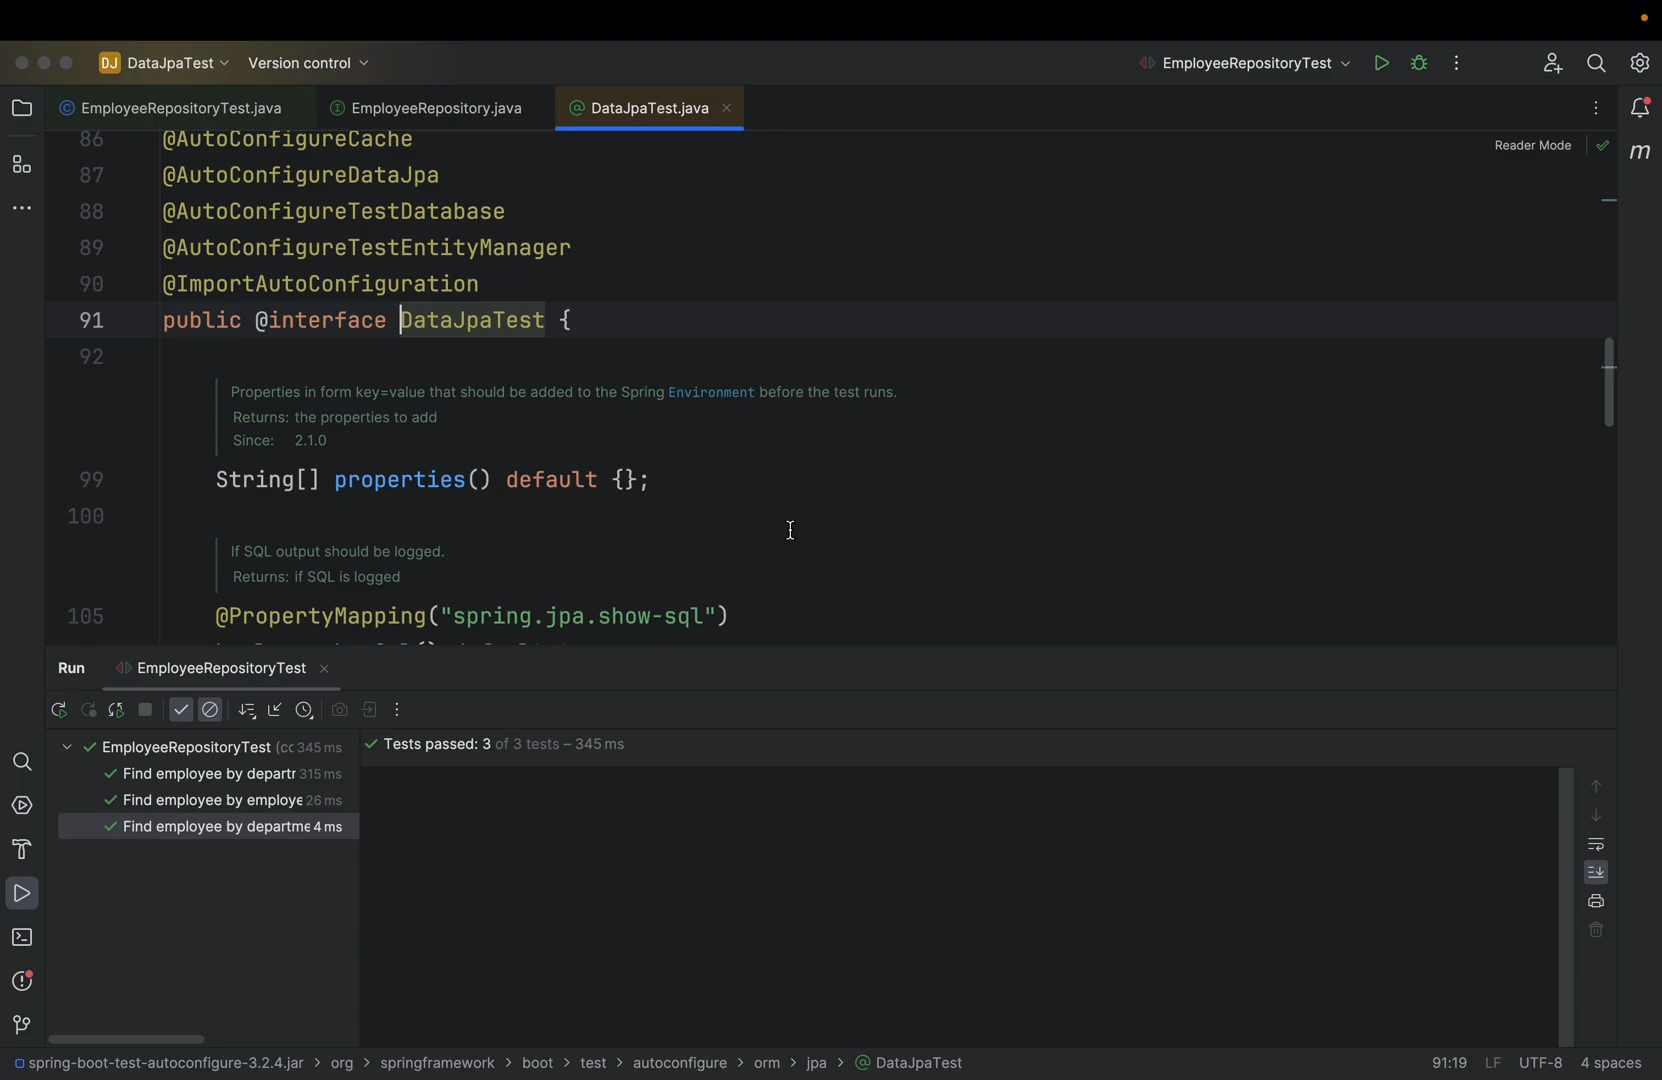 DJ DataJpaTest Version control EmployeeRepositoryTest
EmployeeRepositoryTest.java EmployeeRepository.java DataJpaTest.java
Reader Mode
86 @AutoConfigureCache
87 @AutoConfigureDataJpa
88 @AutoConfigureTestDatabase
89 @AutoConfigureTestEntityManager
90 @ImportAutoConfiguration
91 public @interface DataJpaTest {
92
Properties in form key=value that should be added to the Spring Environment before the test runs.
Returns: the properties to add
Since: 2.1.0
99 String[] properties() default {};
100
If SQL output should be logged.
Returns: if SQL is logged
105 @PropertyMapping("spring.jpa.show-sql")
Run EmployeeRepositoryTest
EmployeeRepositoryTest (cc 345 ms
Find employee by departr 315 ms
Find employee by employe 26 ms
Find employee by departme 4 ms
Tests passed: 3 of 3 tests – 345 ms
spring-boot-test-autoconfigure-3.2.4.jar > org > springframework > boot > test > autoconfigure > orm > jpa > DataJpaTest 91:19 LF UTF-8 4 spaces